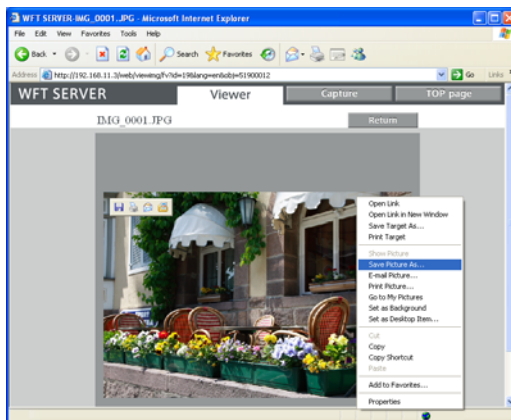 WFT SERVER-IMG_0001.JPG - Microsoft Internet Explorer
File Edit View Favorites Tools Help
Back Search Favorites
Address http://192.168.11.3/web/viewing/fv?id=196lang=en&obj=51900012 Go Links
WFT SERVER Viewer Capture TOP page
IMG_0001.JPG Return
Open Link
Open Link in New Window
Save Target As...
Print Target
Show Picture
Save Picture As...
E-mail Picture...
Print Picture...
Go to My Pictures
Set as Background
Set as Desktop Item...
Cut
Copy
Copy Shortcut
Paste
Add to Favorites...
Properties